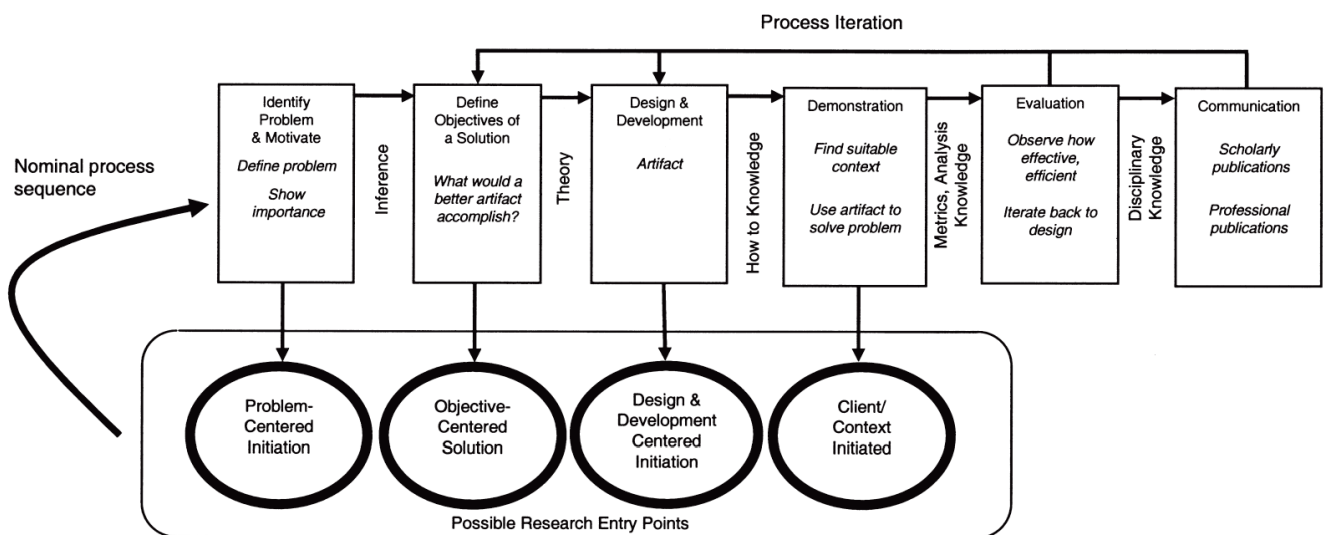 Process Iteration
Nominal process
sequence
Identify
Problem
& Motivate
Define problem
Show
importance
Inference
Define
Objectives of
a Solution
What would a
better artifact
accomplish?
Theory
Design &
Development
Artifact
How to Knowledge
Demonstration
Find suitable
context
Use artifact to
solve problem
Metrics, Analysis
Knowledge
Evaluation
Observe how
effective,
efficient
Iterate back to
design
Disciplinary
Knowledge
Communication
Scholarly
publications
Professional
publications
Problem-
Centered
Initiation
Objective-
Centered
Solution
Design &
Development
Centered
Initiation
Client/
Context
Initiated
Possible Research Entry Points